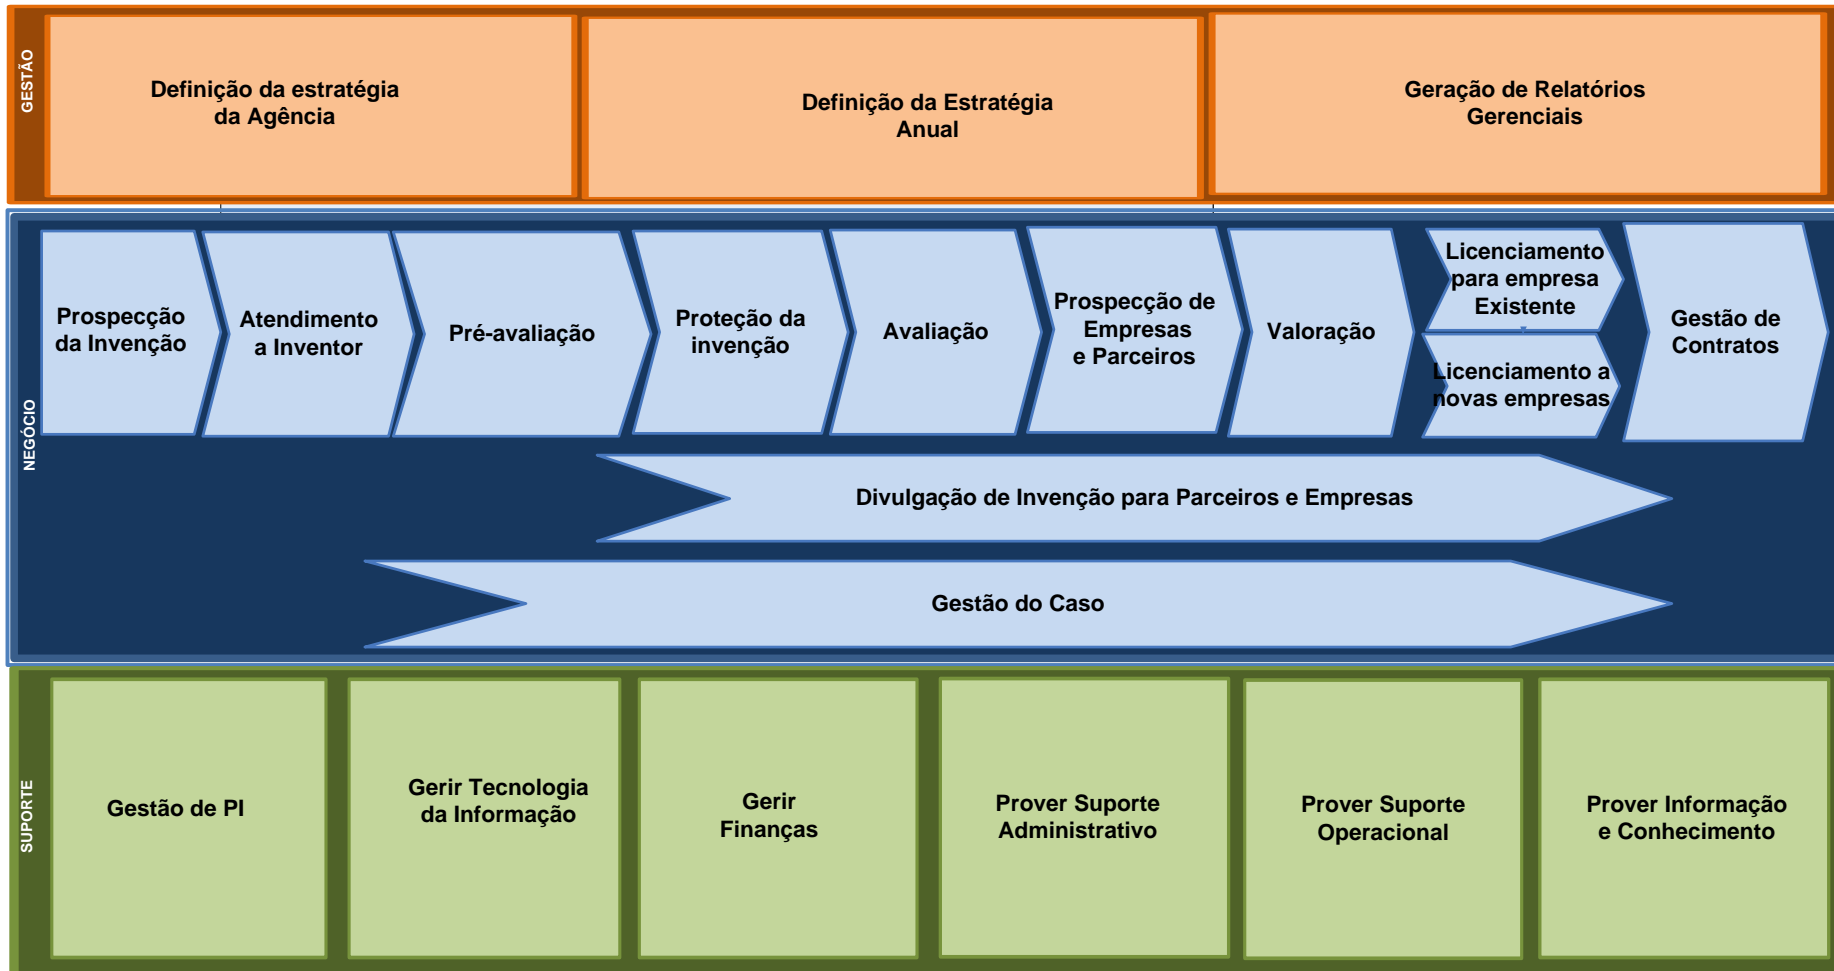 GESTÃO
Definição da estratégia
da Agência
Definição da Estratégia
Anual
Geração de Relatórios
Gerenciais
NEGÓCIO
Prospecção
da Invenção
Atendimento
a Inventor
Pré-avaliação
Proteção da
invenção
Avaliação
Prospecção de
Empresas
e Parceiros
Valoração
Licenciamento
para empresa
Existente
Licenciamento a
novas empresas
Gestão de
Contratos
Divulgação de Invenção para Parceiros e Empresas
Gestão do Caso
SUPORTE
Gestão de PI
Gerir Tecnologia
da Informação
Gerir
Finanças
Prover Suporte
Administrativo
Prover Suporte
Operacional
Prover Informação
e Conhecimento